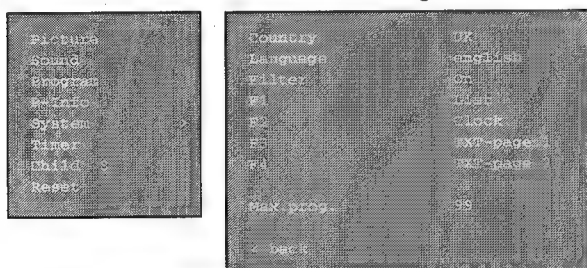 Picture
Sound
Program
P-Info
System >
Timer
Child
Reset
Country UK
Language english
Filter On
F1 List
F2 Clock
F3 TXT-page
F4 TXT-page
Max.prog. 99
< back